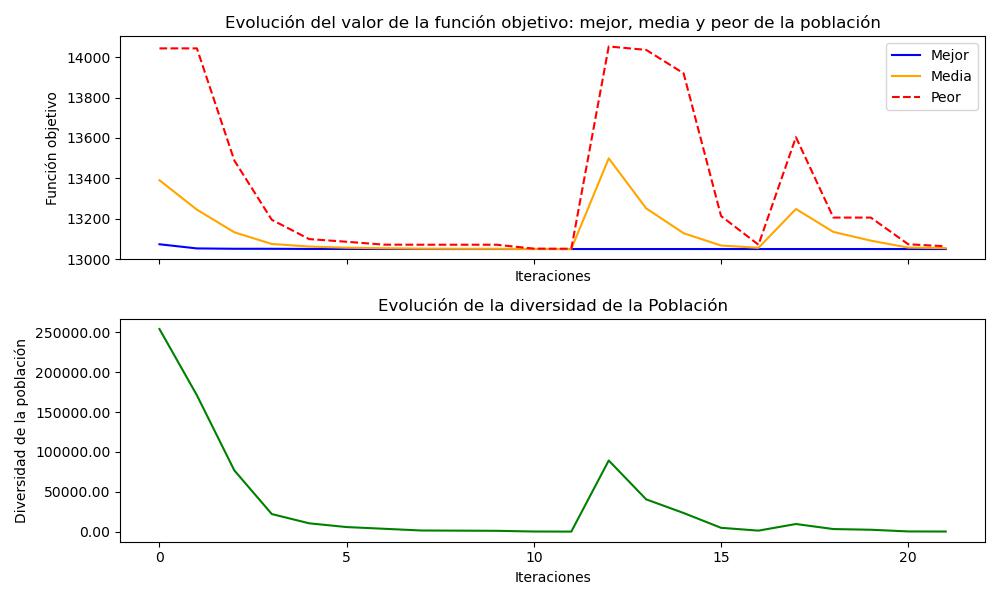 Evolución del valor de la función objetivo: mejor, media y peor de la población
Función objetivo
14000
13800
13600
13400
13200
13000
Mejor
Media
Peor
Iteraciones
Evolución de la diversidad de la Población
Diversidad de la población
250000.00
200000.00
150000.00
100000.00
50000.00
0.00
0 5 10 15 20
Iteraciones